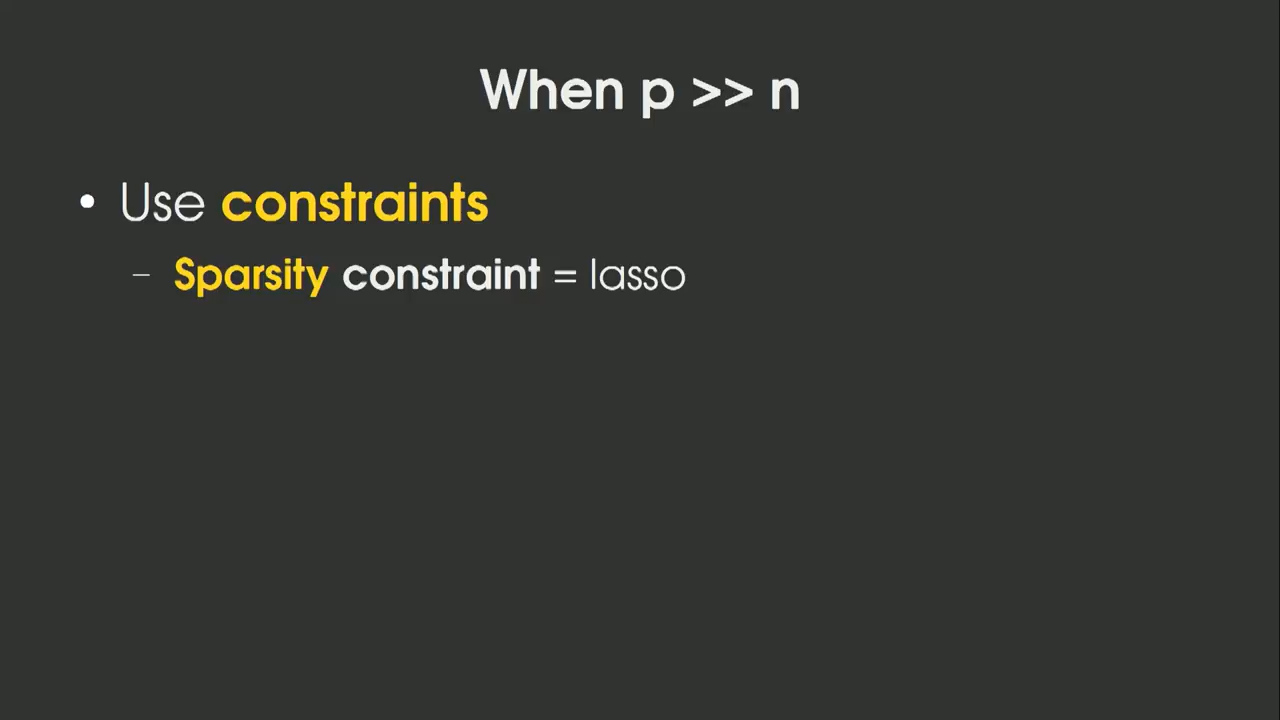 When p >> n
• Use constraints
– Sparsity constraint = lasso